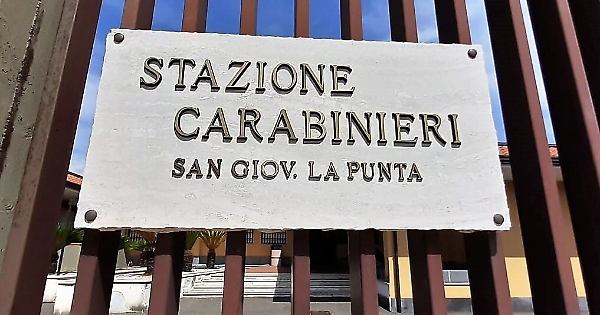 STAZIONE
CARABINIERI
SAN GIOV. LA PUNTA